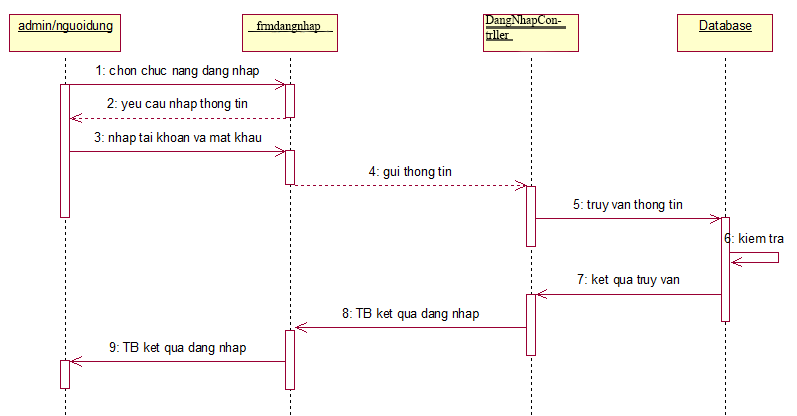 admin/nguoidung
frmdangnhap
DangNhapCon-
trller
Database
1: chon chuc nang dang nhap
2: yeu cau nhap thong tin
3: nhap tai khoan va mat khau
4: gui thong tin
5: truy van thong tin
6: kiem tra
7: ket qua truy van
8: TB ket qua dang nhap
9: TB ket qua dang nhap